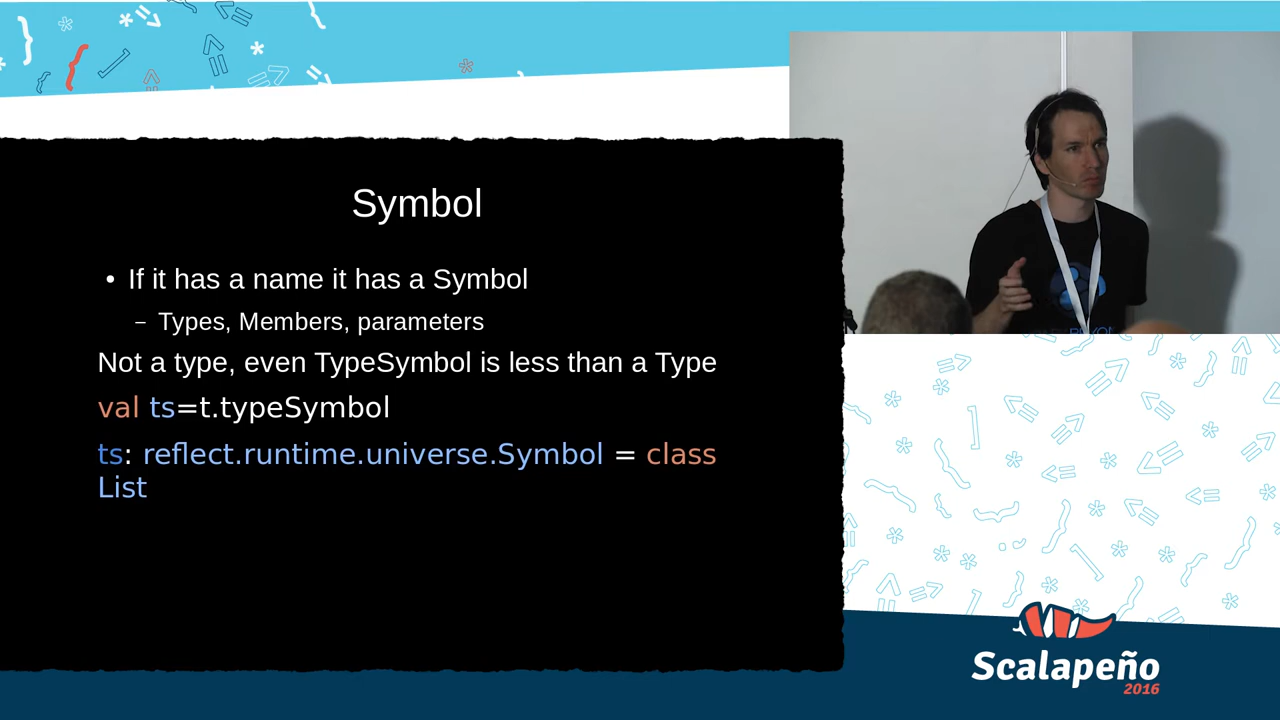 Symbol
• If it has a name it has a Symbol
– Types, Members, parameters
Not a type, even TypeSymbol is less than a Type
val ts=t.typeSymbol
ts: reflect.runtime.universe.Symbol = class
List
Scalapeño
2016